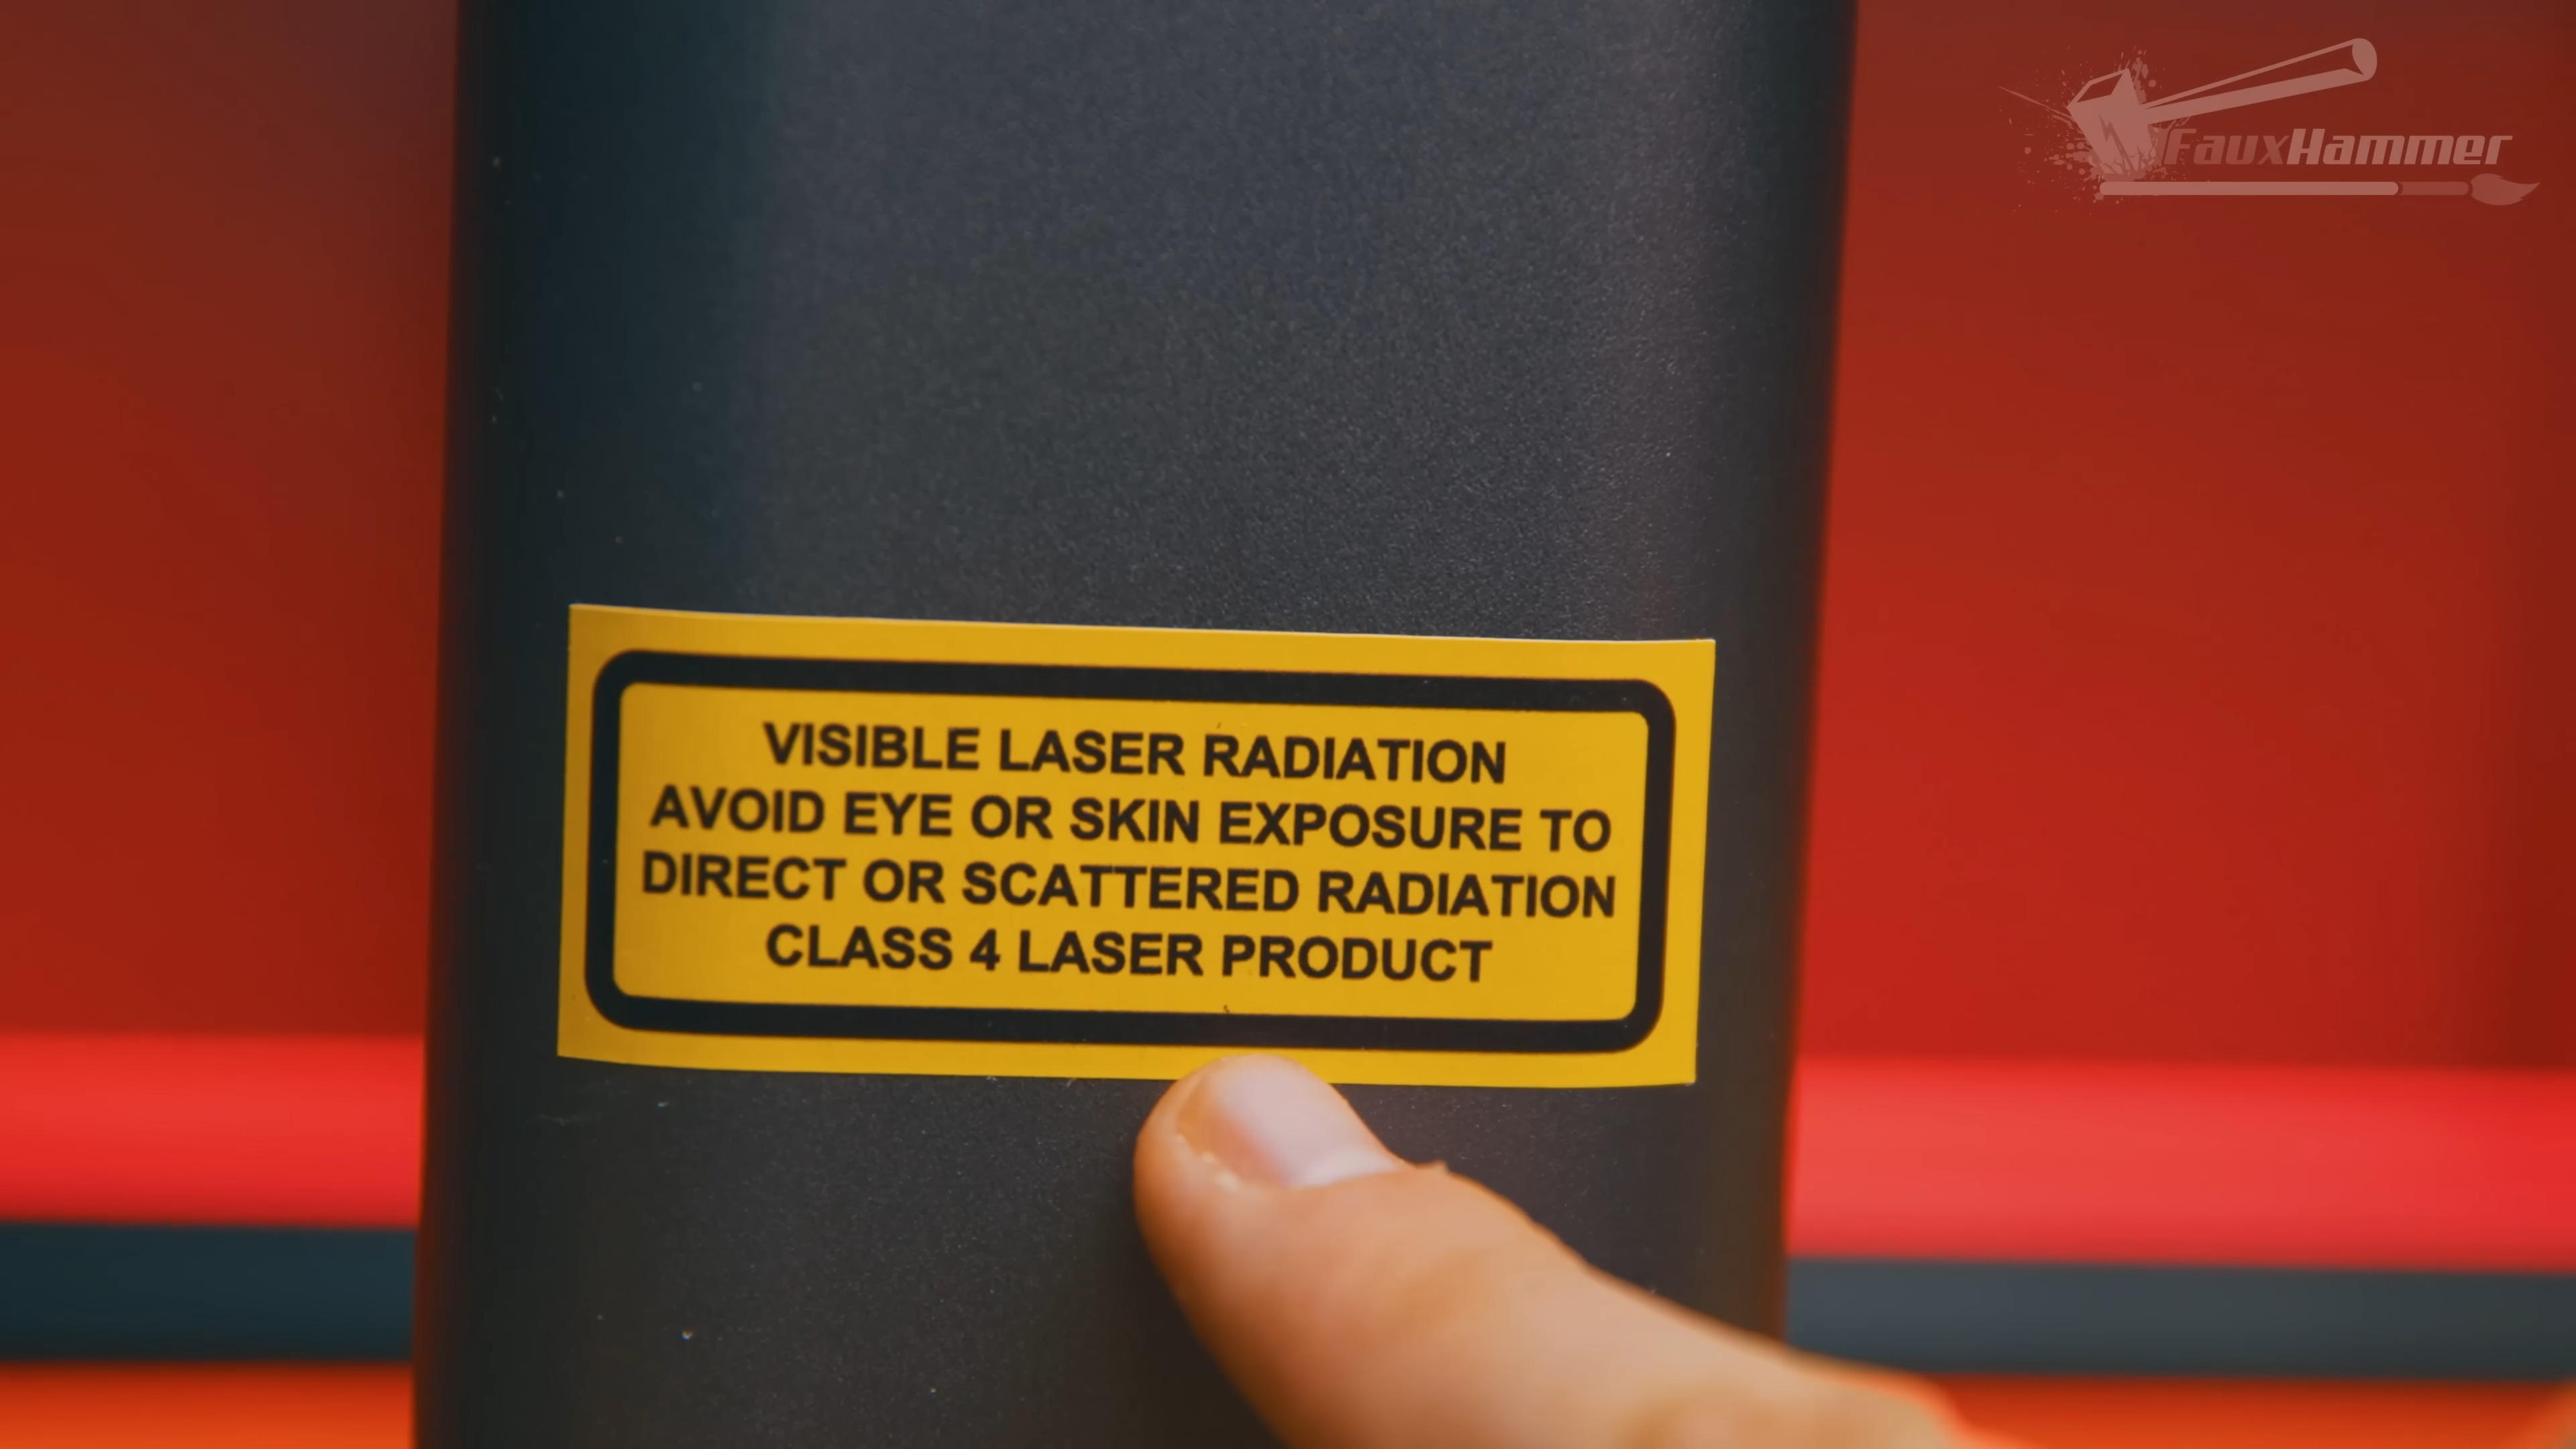 FauxHammer
VISIBLE LASER RADIATION
AVOID EYE OR SKIN EXPOSURE TO
DIRECT OR SCATTERED RADIATION
CLASS 4 LASER PRODUCT